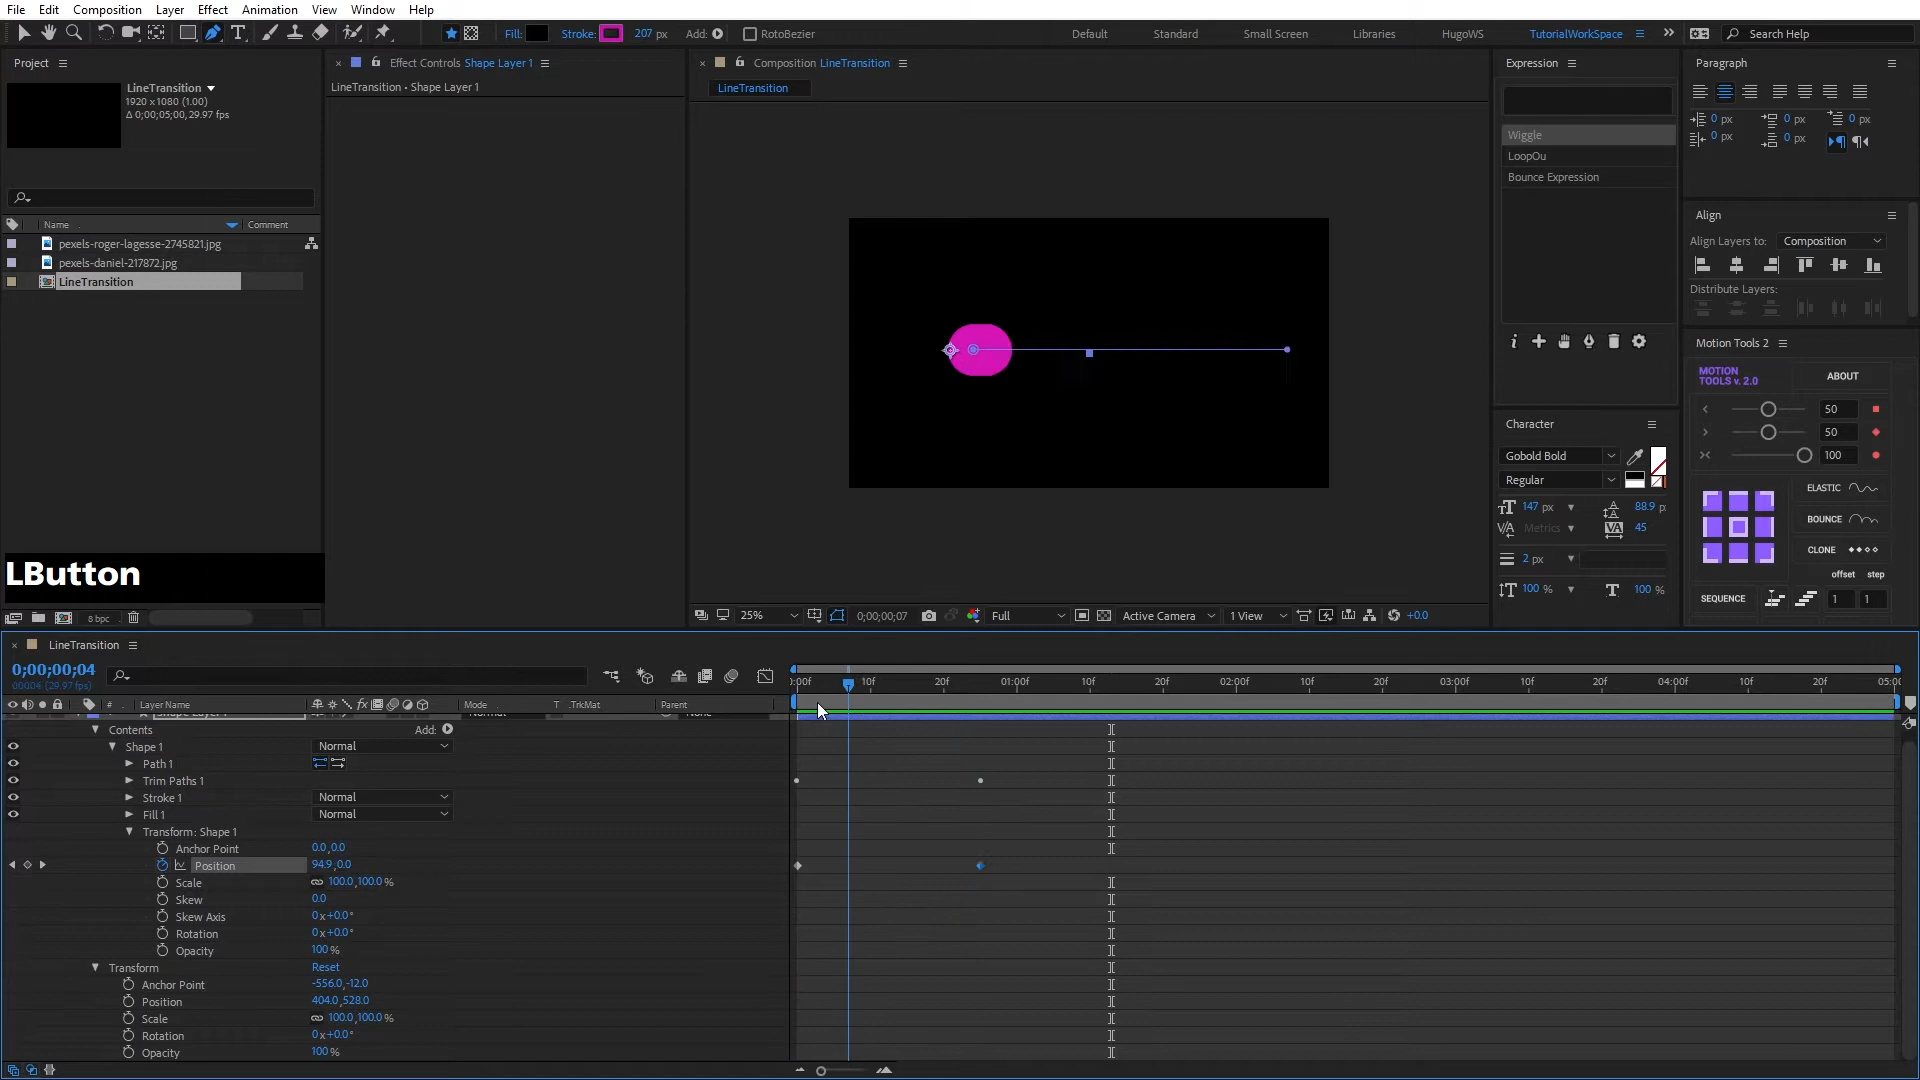 File Edit Composition Layer Effect Animation View Window Help
Fill: Stroke: 207 px Add: RotoBezier Default Standard Small Screen Libraries HugoWS TutorialWorkSpace Search Help
Project Effect Controls Shape Layer 1 Composition LineTransition Expression Paragraph
LineTransition
1920 x 1080 (1.00)
Δ 0;00;05;00, 29.97 fps
LineTransition • Shape Layer 1
LineTransition
0 px 0 px 0 px
0 px 0 px
Wiggle
LoopOu
Bounce Expression
Name Comment
pexels-roger-lagesse-2745821.jpg
pexels-daniel-217872.jpg
LineTransition
Align
Align Layers to: Composition
Distribute Layers:
Motion Tools 2
MOTION TOOLS v. 2.0 ABOUT
50
50
100
ELASTIC
BOUNCE
CLONE
offset step
SEQUENCE 1 1
Character
Gobold Bold
Regular
147 px 88.9 p
Metrics 45
2 px
100 % 100 %
LButton
8 bpc
25% 0;00;00;07 Full Active Camera 1 View +0.0
LineTransition
0;00;00;04
00004 (29.97 fps)
:00f 10f 20f 01:00f 10f 20f 02:00f 10f 20f 03:00f 10f 20f 04:00f 10f 20f 05:00
# Layer Name Mode T .TrkMat Parent
Contents Add:
Shape 1 Normal
Path 1
Trim Paths 1
Stroke 1 Normal
Fill 1 Normal
Transform: Shape 1
Anchor Point 0.0,0.0
Position 94.9,0.0
Scale 100.0,100.0 %
Skew 0.0
Skew Axis 0x+0.0°
Rotation 0x+0.0°
Opacity 100 %
Transform Reset
Anchor Point -556.0,-12.0
Position 404.0,528.0
Scale 100.0,100.0 %
Rotation 0x+0.0°
Opacity 100 %